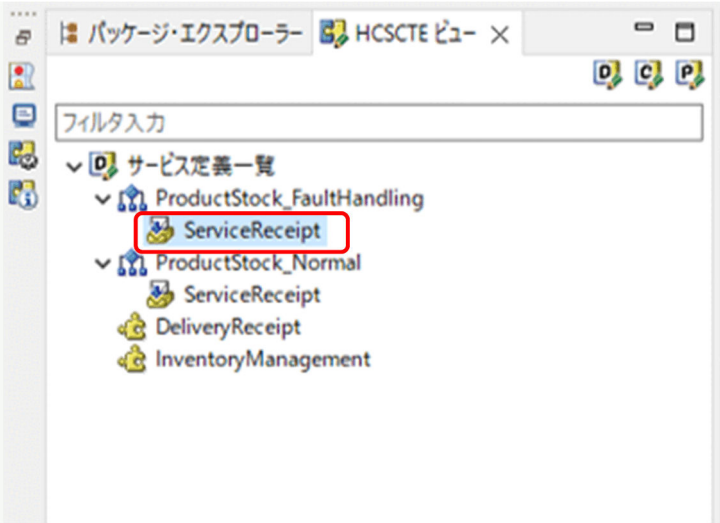 パッケージ・エクスプローラー HCSCTE ビュー
D C P
フィルタ入力
D サービス定義一覧
ProductStock_FaultHandling
ServiceReceipt
ProductStock_Normal
ServiceReceipt
DeliveryReceipt
InventoryManagement